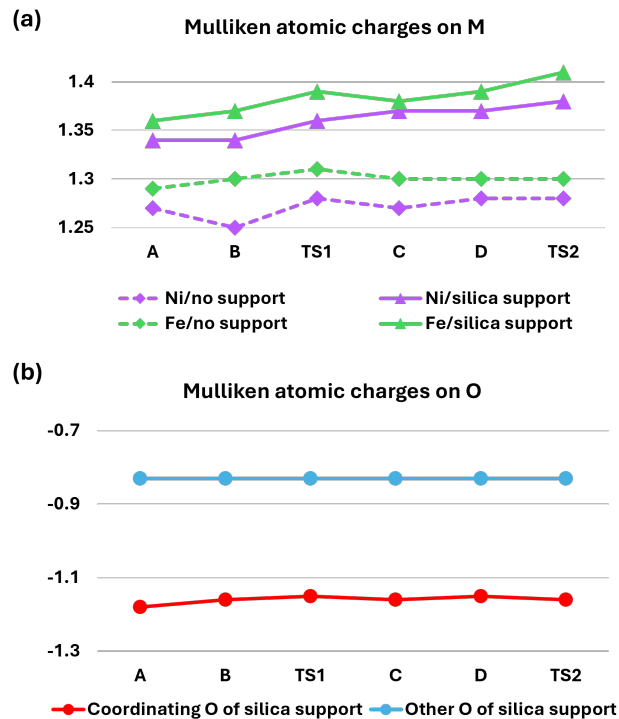 (a)
Mulliken atomic charges on M
1.4
1.35
1.3
1.25
A B TS1 C D TS2
Ni/no support Ni/silica support
Fe/no support Fe/silica support
(b)
Mulliken atomic charges on O
-0.7
-0.9
-1.1
-1.3
A B TS1 C D TS2
Coordinating O of silica support Other O of silica support